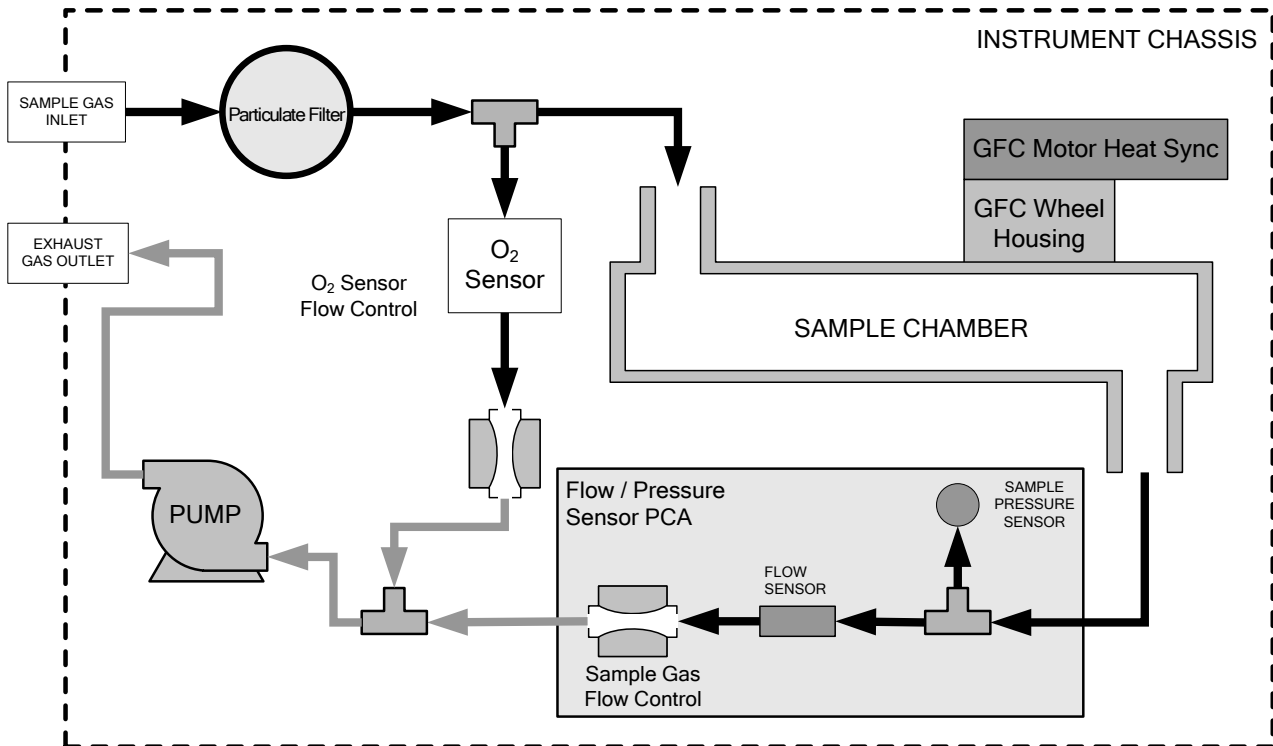 INSTRUMENT CHASSIS
SAMPLE GAS
INLET
Particulate Filter
GFC Motor Heat Sync
GFC Wheel
Housing
EXHAUST
GAS OUTLET
O₂
Sensor
O₂ Sensor
Flow Control
SAMPLE CHAMBER
PUMP
Flow / Pressure
Sensor PCA
SAMPLE
PRESSURE
SENSOR
FLOW
SENSOR
Sample Gas
Flow Control